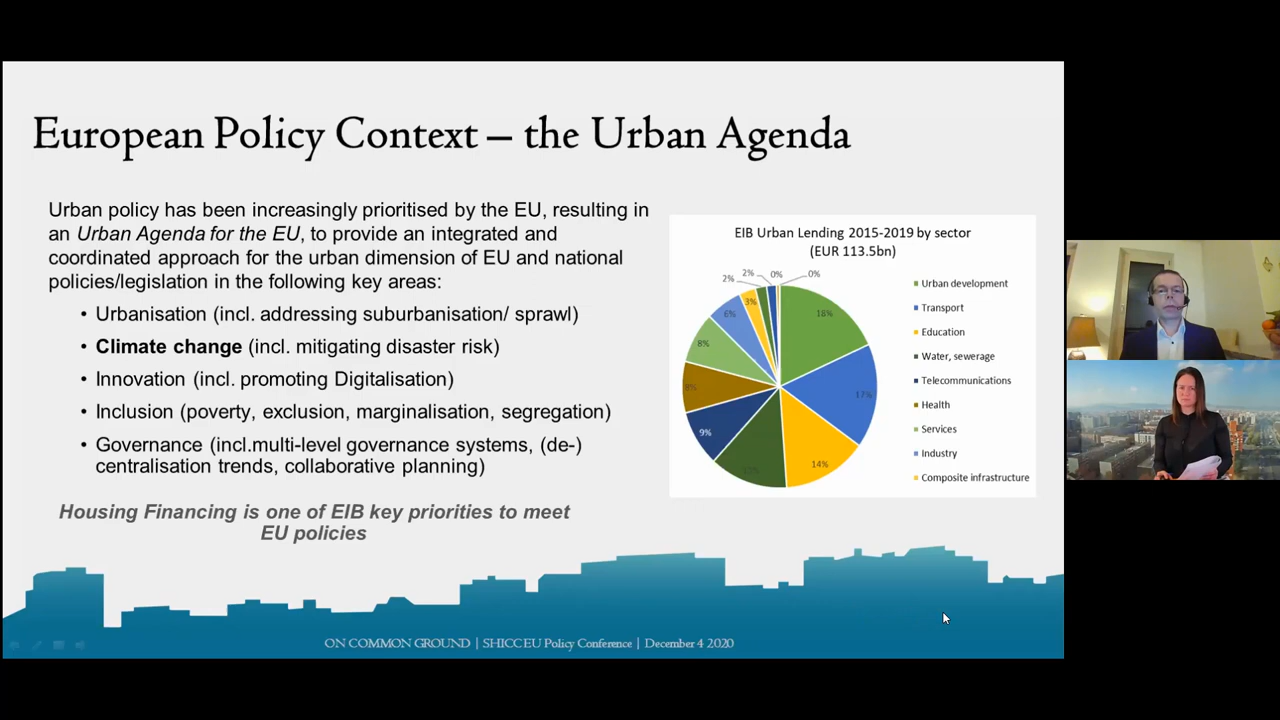 European Policy Context – the Urban Agenda
Urban policy has been increasingly prioritised by the EU, resulting in
an Urban Agenda for the EU, to provide an integrated and
coordinated approach for the urban dimension of EU and national
policies/legislation in the following key areas:
• Urbanisation (incl. addressing suburbanisation/ sprawl)
• Climate change (incl. mitigating disaster risk)
• Innovation (incl. promoting Digitalisation)
• Inclusion (poverty, exclusion, marginalisation, segregation)
• Governance (incl.multi-level governance systems, (de-)
centralisation trends, collaborative planning)
Housing Financing is one of EIB key priorities to meet
EU policies
EIB Urban Lending 2015-2019 by sector
(EUR 113.5bn)
18%
17%
14%
9%
8%
8%
6%
3%
2%
2%
0%
0%
Urban development
Transport
Education
Water, sewerage
Telecommunications
Health
Services
Industry
Composite infrastructure
ON COMMON GROUND | SHICC EU Policy Conference | December 4 2020